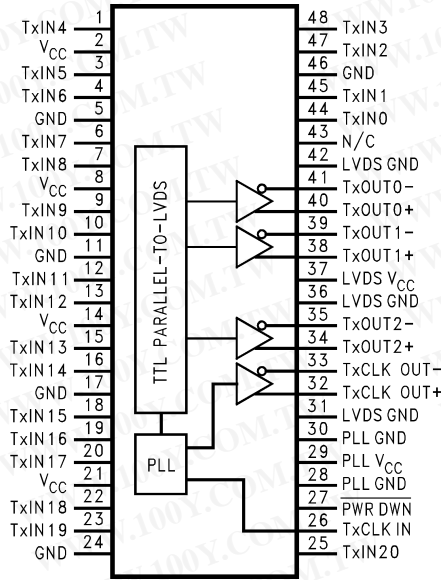 TxIN4 1
VCC 2
TxIN5 3
TxIN6 4
GND 5
TxIN7 6
TxIN8 7
VCC 8
TxIN9 9
TxIN10 10
GND 11
TxIN11 12
TxIN12 13
VCC 14
TxIN13 15
TxIN14 16
GND 17
TxIN15 18
TxIN16 19
TxIN17 20
VCC 21
TxIN18 22
TxIN19 23
GND 24
TTL PARALLEL-TO-LVDS
PLL
48 TxIN3
47 TxIN2
46 GND
45 TxIN1
44 TxIN0
43 N/C
42 LVDS GND
41 TxOUT0-
40 TxOUT0+
39 TxOUT1-
38 TxOUT1+
37 LVDS VCC
36 LVDS GND
35 TxOUT2-
34 TxOUT2+
33 TxCLK OUT-
32 TxCLK OUT+
31 LVDS GND
30 PLL GND
29 PLL VCC
28 PLL GND
27 PWR DWN
26 TxCLK IN
25 TxIN20
WWW.100Y.COM.TW